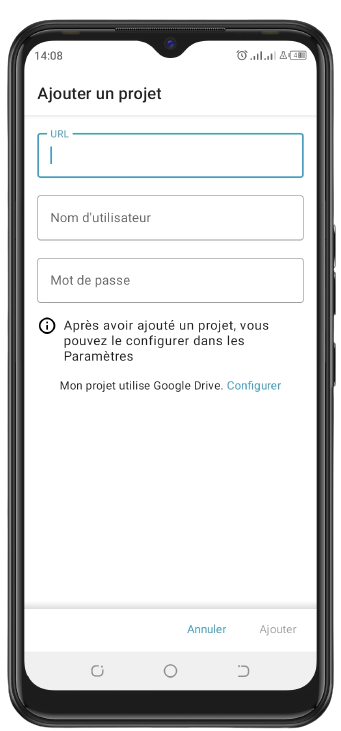 14:08
48
Ajouter un projet
URL
Nom d'utilisateur
Mot de passe
Après avoir ajouté un projet, vous
pouvez le configurer dans les
Paramètres
Mon projet utilise Google Drive. Configurer
Annuler Ajouter